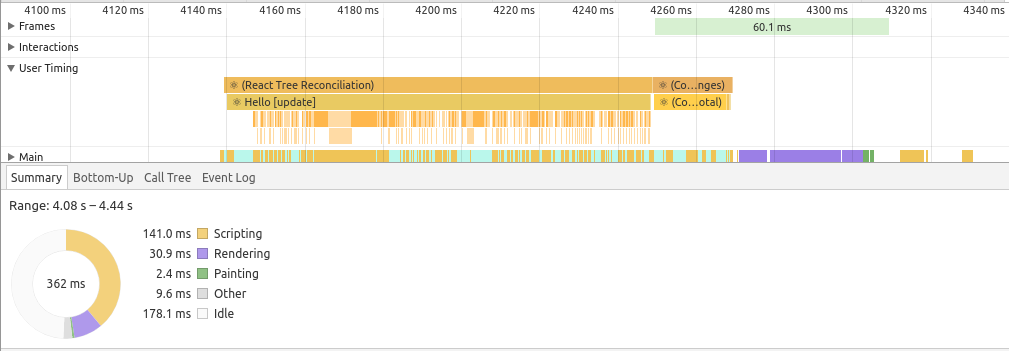 4100 ms 4120 ms 4140 ms 4160 ms 4180 ms 4200 ms 4220 ms 4240 ms 4260 ms 4280 ms 4300 ms 4320 ms 4340 ms
Frames 60.1 ms
Interactions
User Timing
(React Tree Reconciliation) (Co...nges)
Hello [update] (Co...otal)
Main
Summary Bottom-Up Call Tree Event Log
Range: 4.08 s – 4.44 s
362 ms
141.0 ms Scripting
30.9 ms Rendering
2.4 ms Painting
9.6 ms Other
178.1 ms Idle